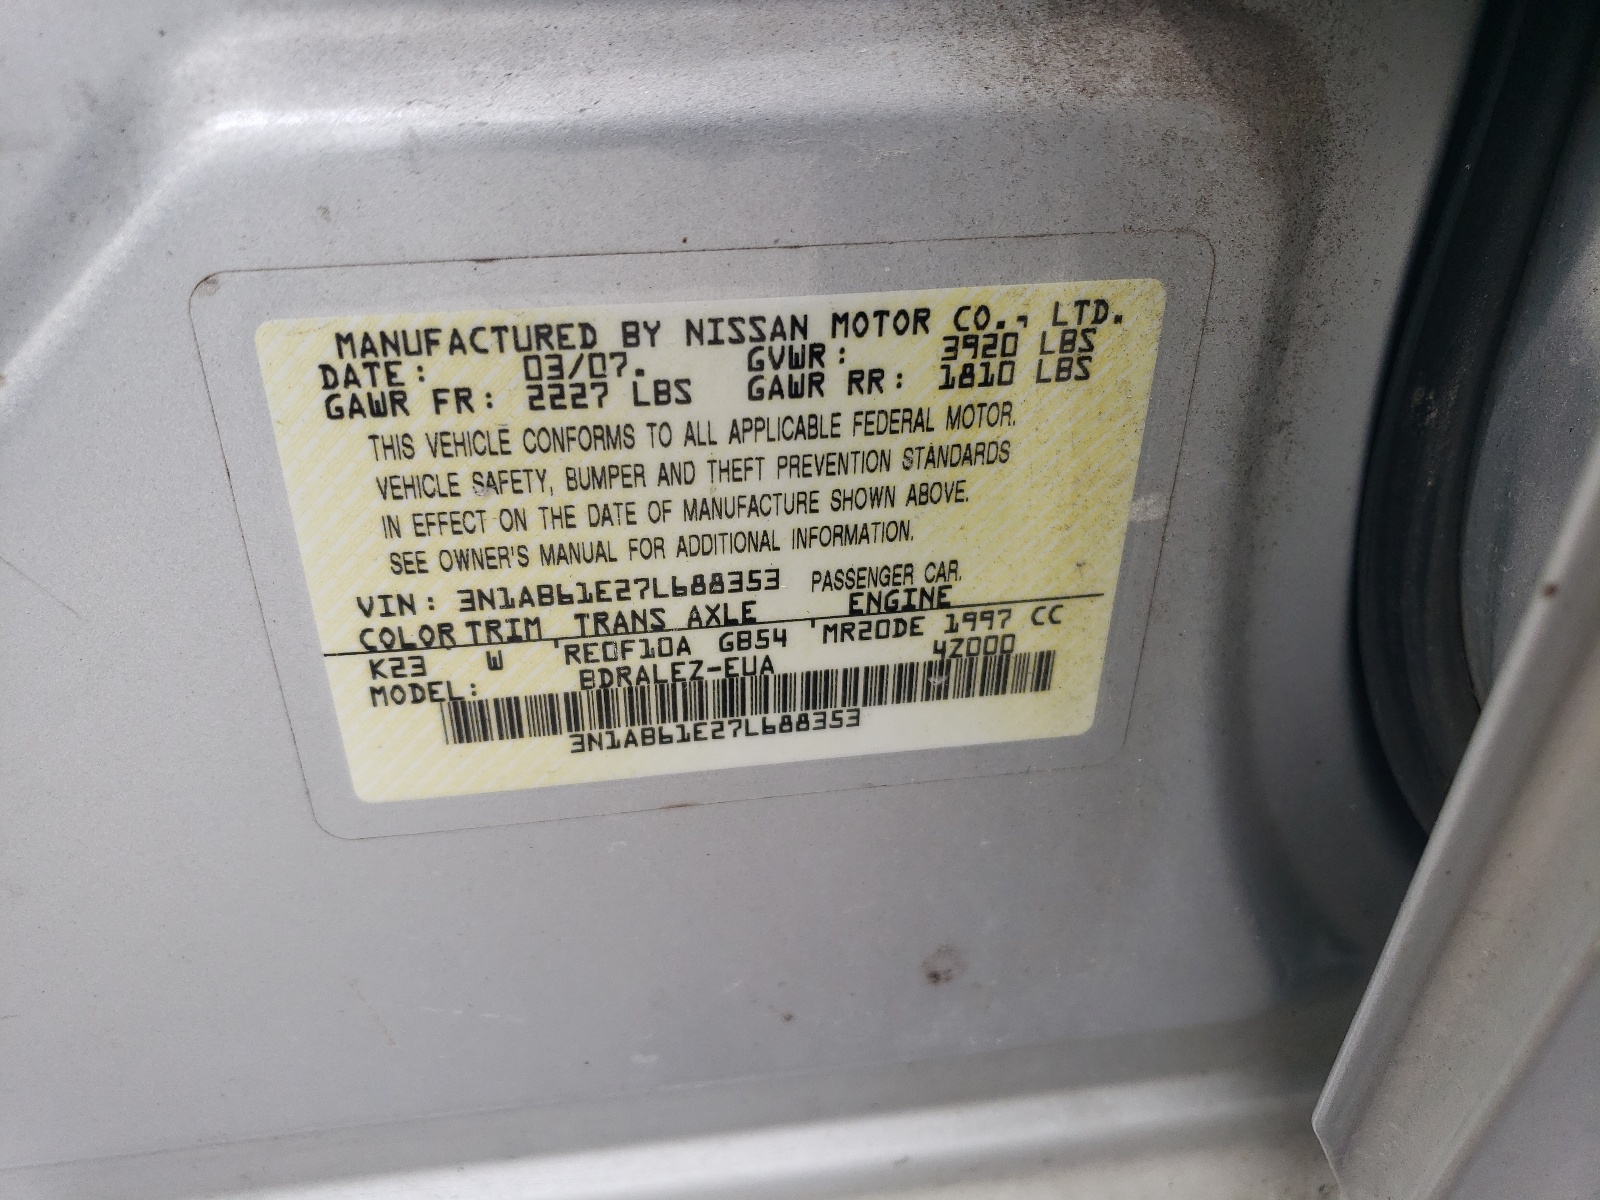 MANUFACTURED BY NISSAN MOTOR CO., LTD.
DATE: 03/07. GVWR: 3920 LBS
GAWR FR: 2227 LBS GAWR RR: 1810 LBS
THIS VEHICLE CONFORMS TO ALL APPLICABLE FEDERAL MOTOR.
VEHICLE SAFETY, BUMPER AND THEFT PREVENTION STANDARDS
IN EFFECT ON THE DATE OF MANUFACTURE SHOWN ABOVE.
SEE OWNER'S MANUAL FOR ADDITIONAL INFORMATION.
VIN: 3N1AB61E27L688353 PASSENGER CAR.
COLOR TRIM TRANS AXLE ENGINE
K23 W RE0F10A GB54 MR20DE 1997 CC
MODEL: BDRALEZ-EUA 4Z000
3N1AB61E27L688353